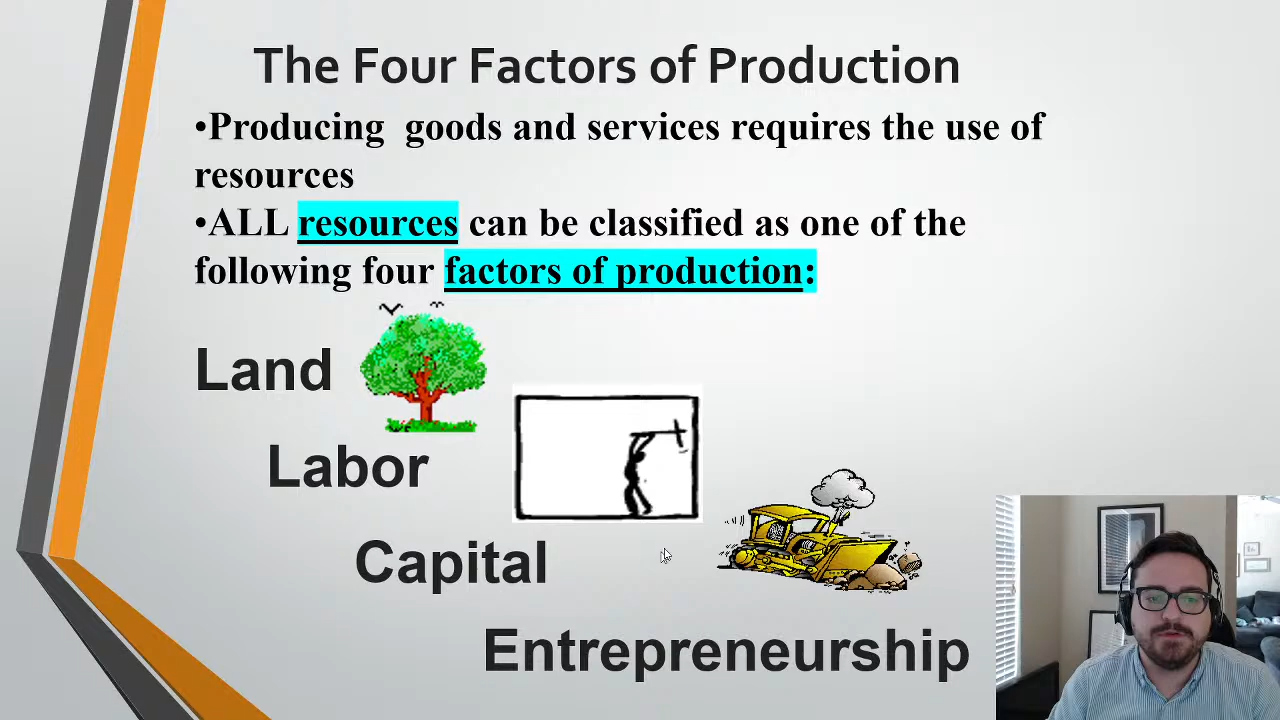 The Four Factors of Production
•Producing  goods and services requires the use of
resources
•ALL resources can be classified as one of the
following four factors of production:
Land
Labor
Capital
Entrepreneurship